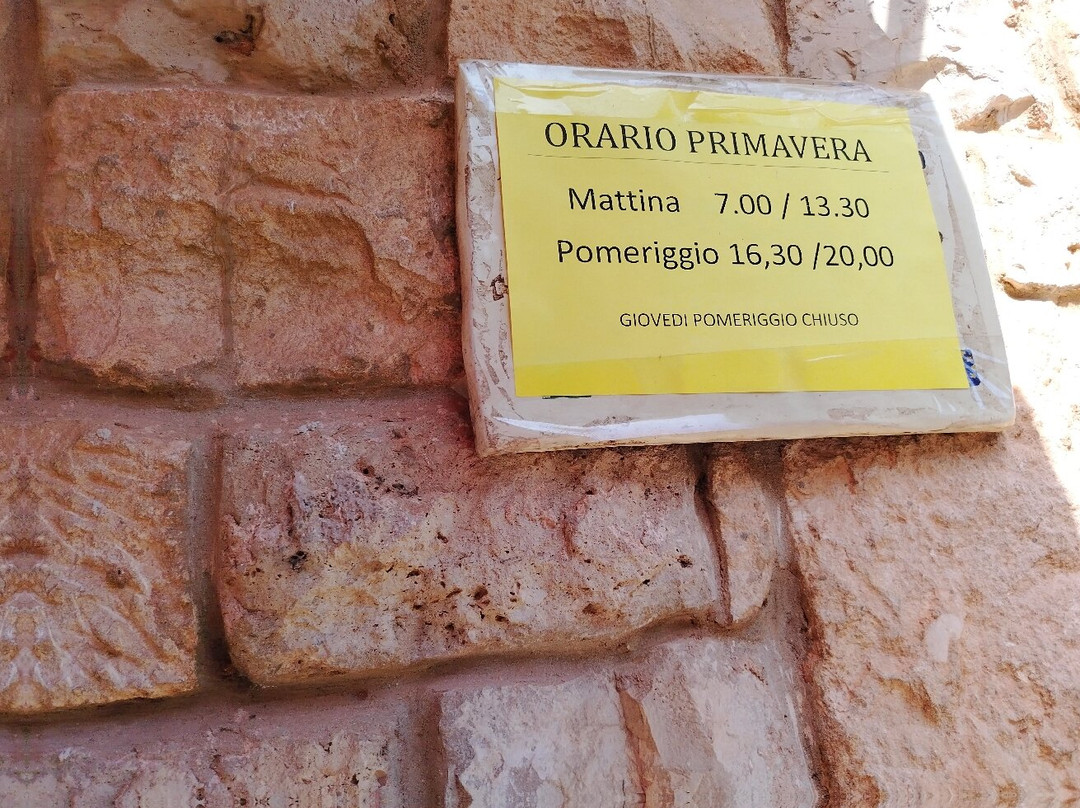 ORARIO PRIMAVERA
Mattina 7.00 / 13.30
Pomeriggio 16,30 /20,00
GIOVEDI POMERIGGIO CHIUSO